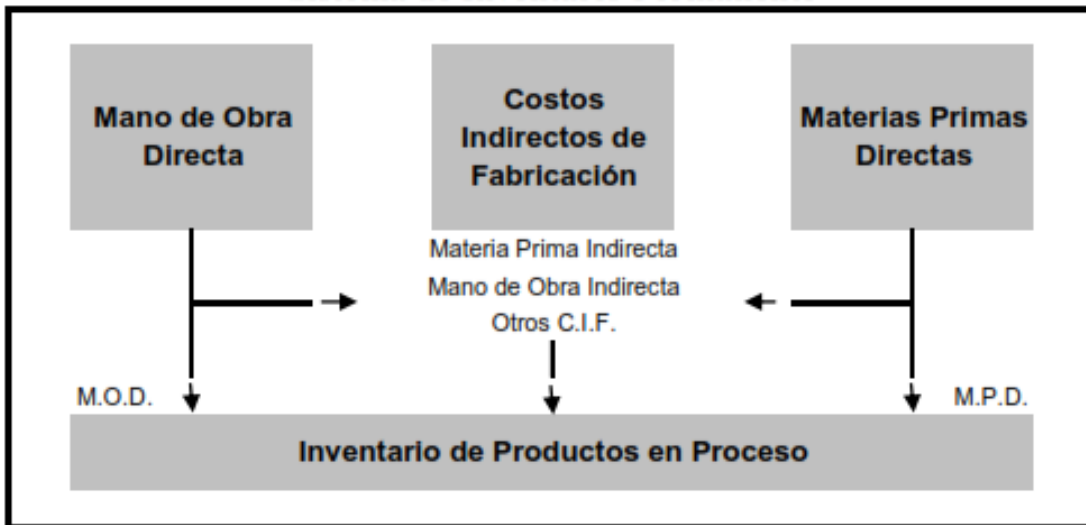 Mano de Obra
Directa
Costos
Indirectos de
Fabricación
Materias Primas
Directas
Materia Prima Indirecta
Mano de Obra Indirecta
Otros C.I.F.
M.O.D.
M.P.D.
Inventario de Productos en Proceso